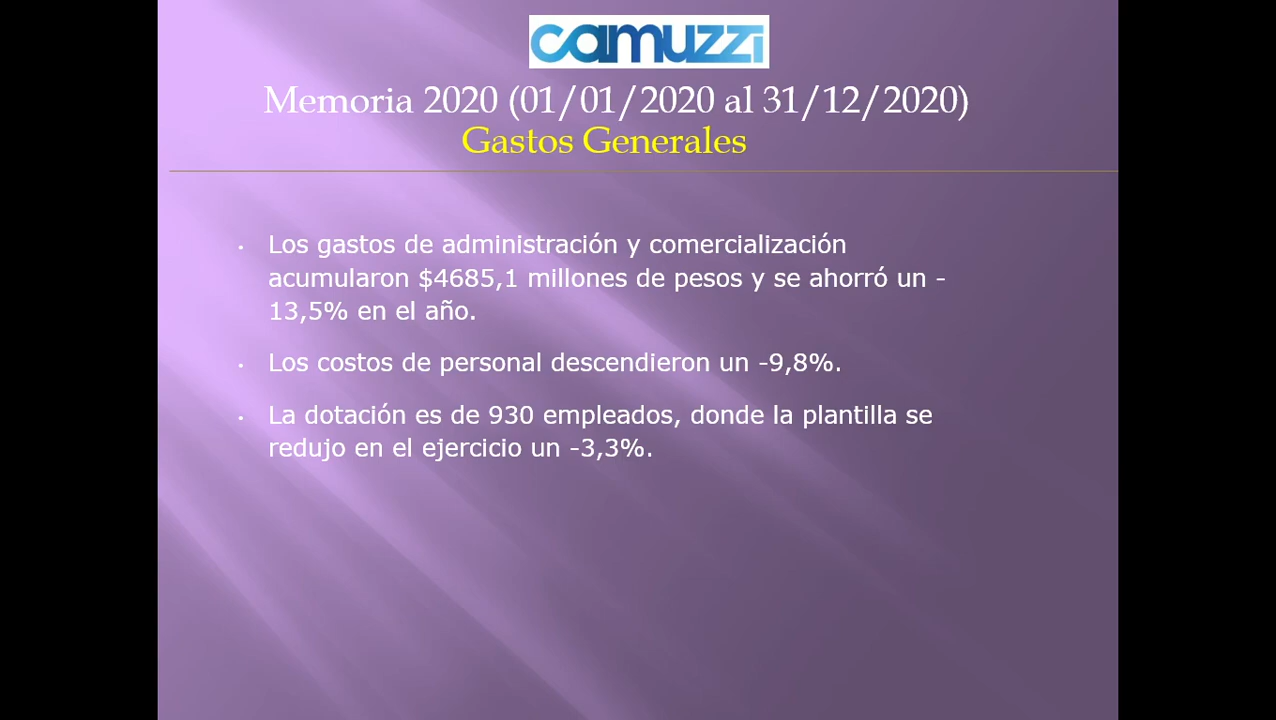 camuzzi
Memoria 2020 (01/01/2020 al 31/12/2020)
Gastos Generales
• Los gastos de administración y comercialización
acumularon $4685,1 millones de pesos y se ahorró un -
13,5% en el año.
• Los costos de personal descendieron un -9,8%.
• La dotación es de 930 empleados, donde la plantilla se
redujo en el ejercicio un -3,3%.